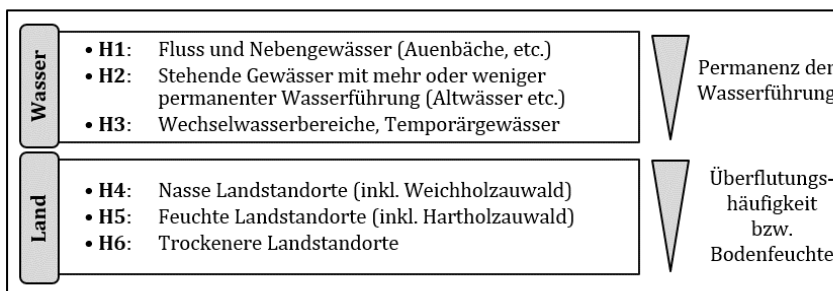 Wasser
• H1: Fluss und Nebengewässer (Auenbäche, etc.)
• H2: Stehende Gewässer mit mehr oder weniger
permanenter Wasserführung (Altwässer etc.)
• H3: Wechselwasserbereiche, Temporärgewässer
Permanenz der
Wasserführung
Land
• H4: Nasse Landstandorte (inkl. Weichholzauwald)
• H5: Feuchte Landstandorte (inkl. Hartholzauwald)
• H6: Trockenere Landstandorte
Überflutungs-
häufigkeit
bzw.
Bodenfeuchte